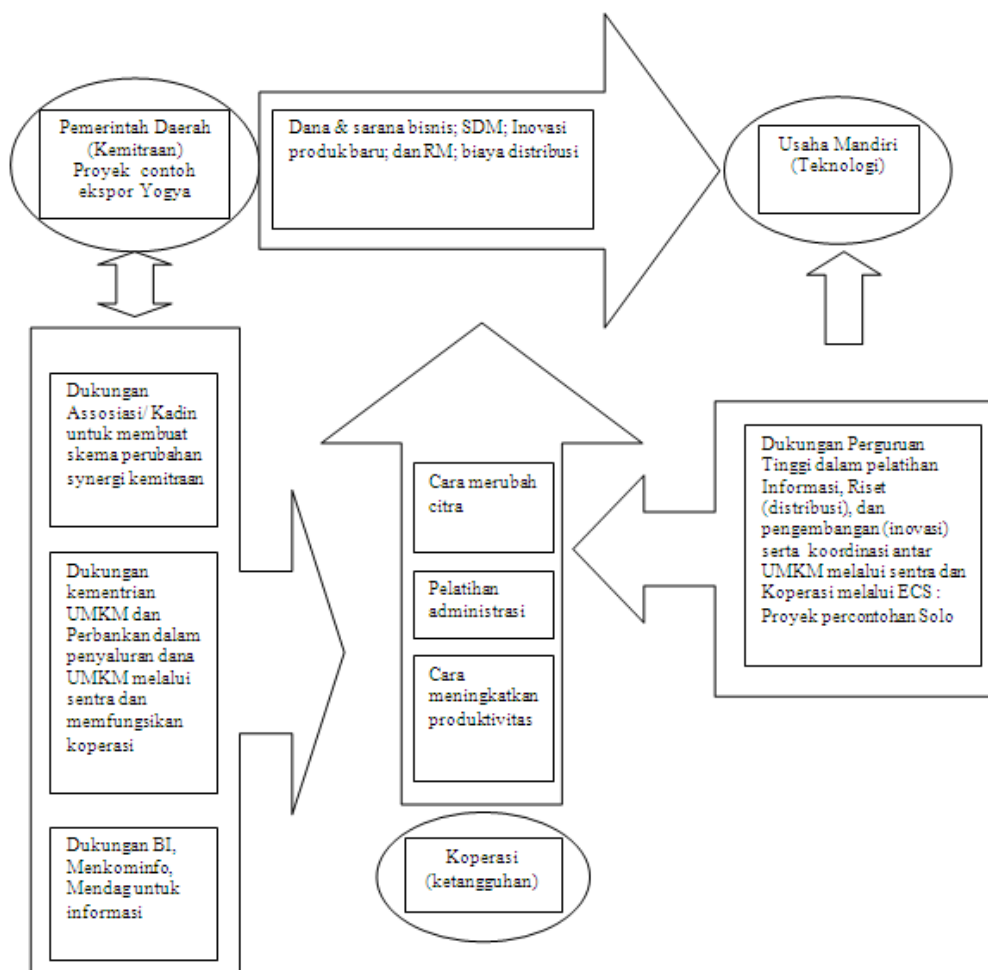 Pemerintah Daerah
(Kemitraan)
Proyek contoh
ekspor Yogya
Dana & sarana bisnis; SDM; Inovasi
produk baru; dan RM; biaya distribusi
Usaha Mandiri
(Teknologi)
Dukungan
Assosiasi/ Kadin
untuk membuat
skema perubahan
synergi kemitraan
Dukungan
kementrian
UMKM dan
Perbankan dalam
penyaluran dana
UMKM melalui
sentra dan
memfungsikan
koperasi
Dukungan BI,
Menkominfo,
Mendag untuk
informasi
Cara merubah
citra
Pelatihan
administrasi
Cara
meningkatkan
produktivitas
Koperasi
(ketangguhan)
Dukungan Perguruan
Tinggi dalam pelatihan
Informasi, Riset
(distribusi), dan
pengembangan (inovasi)
serta koordinasi antar
UMKM melalui sentra dan
Koperasi melalui ECS :
Proyek percontohan Solo